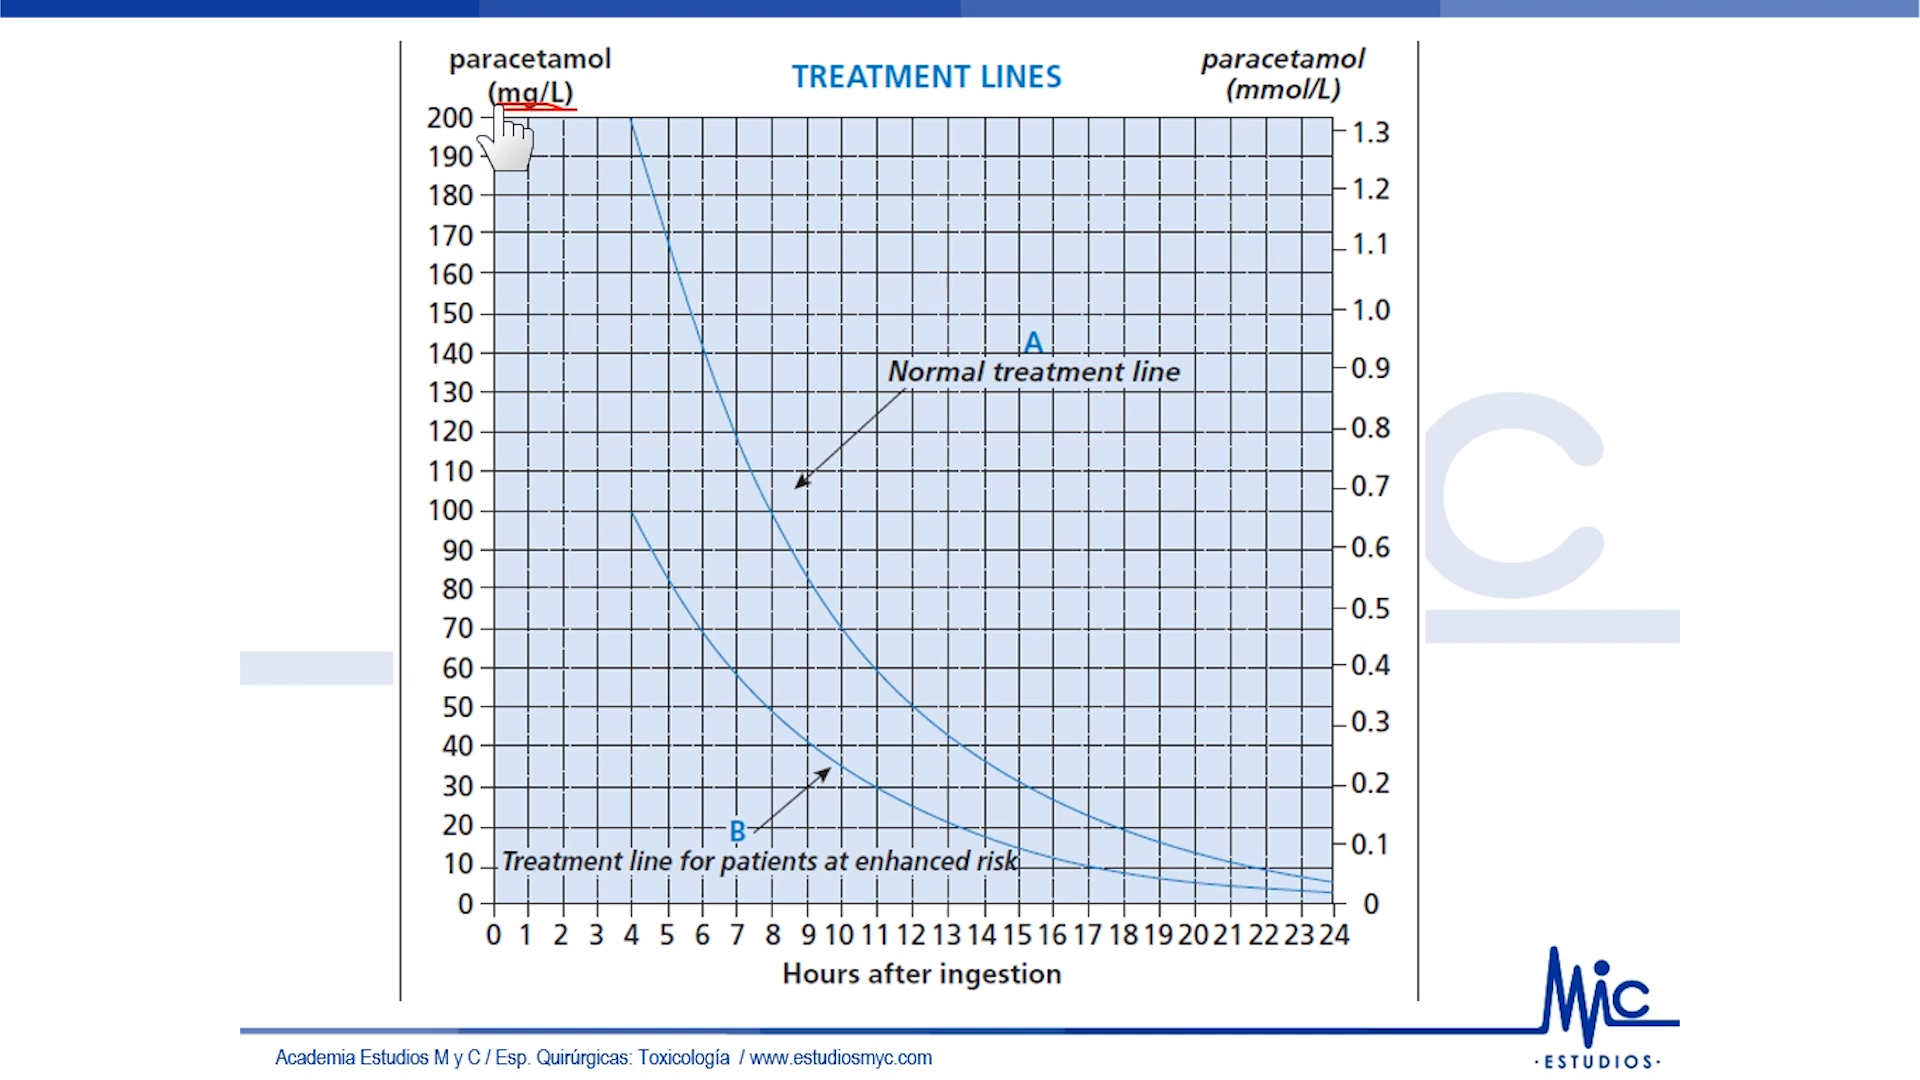 paracetamol
(mg/L)
TREATMENT LINES
paracetamol
(mmol/L)
200
190
180
170
160
150
140
130
120
110
100
90
80
70
60
50
40
30
20
10
0
1.3
1.2
1.1
1.0
0.9
0.8
0.7
0.6
0.5
0.4
0.3
0.2
0.1
0
A
Normal treatment line
B
Treatment line for patients at enhanced risk
0 1 2 3 4 5 6 7 8 9 10 11 12 13 14 15 16 17 18 19 20 21 22 23 24
Hours after ingestion
C
MiC
·ESTUDIOS·
Academia Estudios M y C / Esp. Quirúrgicas: Toxicología / www.estudiosmyc.com